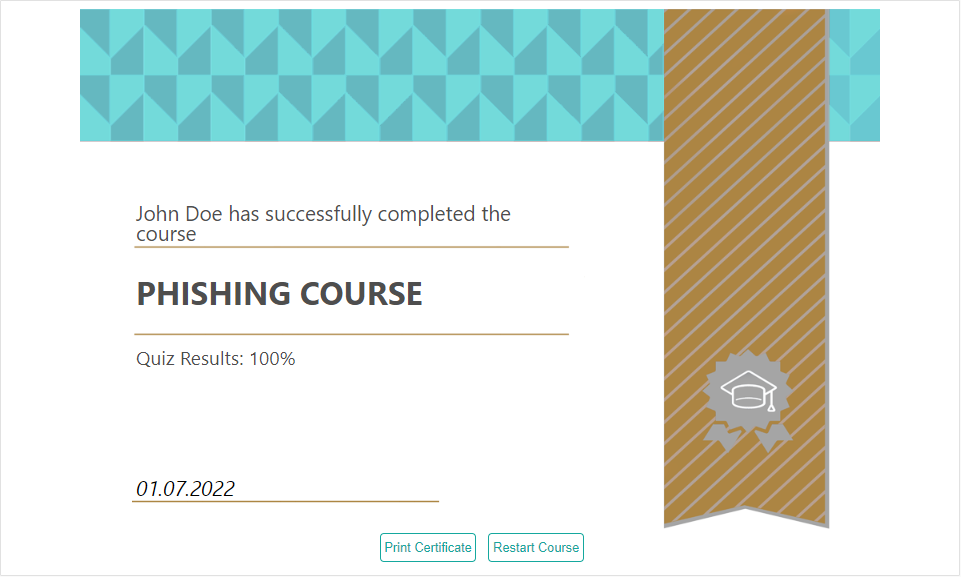 John Doe has successfully completed the
course
PHISHING COURSE
Quiz Results: 100%
01.07.2022
Print Certificate
Restart Course